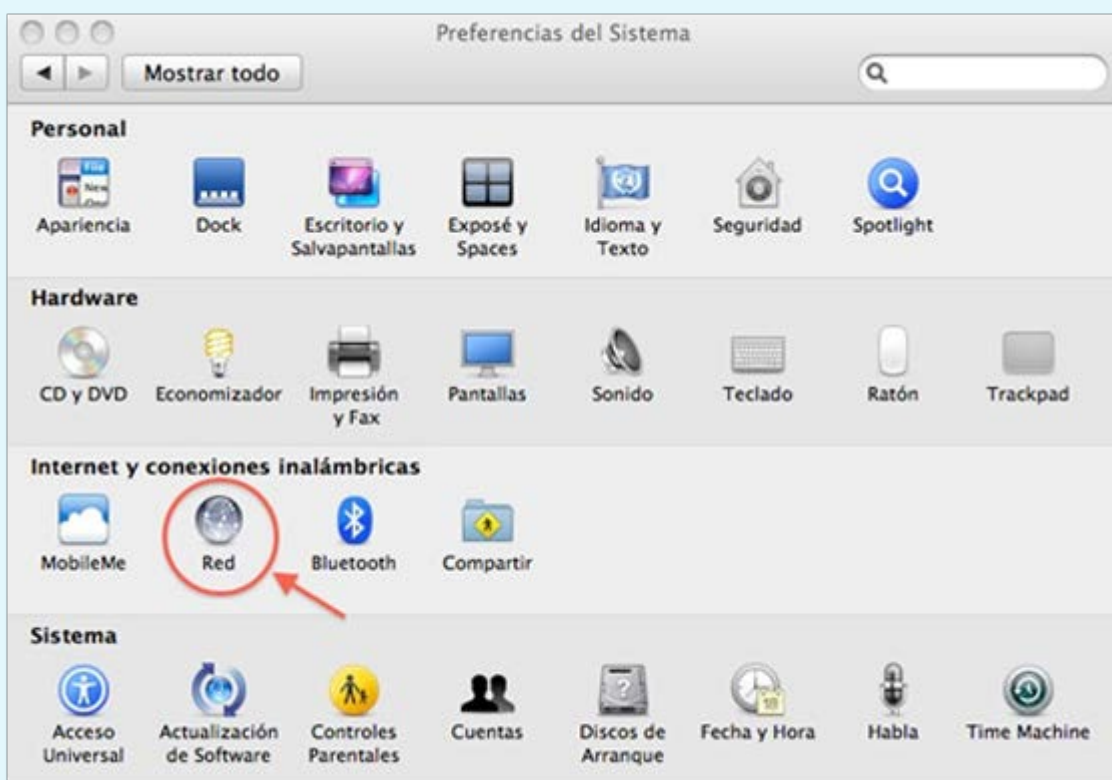 Preferencias del Sistema
Mostrar todo
Personal
Apariencia
Dock
Escritorio y
Salvapantallas
Exposé y
Spaces
Idioma y
Texto
Seguridad
Spotlight
Hardware
CD y DVD
Economizador
Impresión
y Fax
Pantallas
Sonido
Teclado
Ratón
Trackpad
Internet y conexiones inalámbricas
MobileMe
Red
Bluetooth
Compartir
Sistema
Acceso
Universal
Actualización
de Software
Controles
Parentales
Cuentas
Discos de
Arranque
Fecha y Hora
Habla
Time Machine